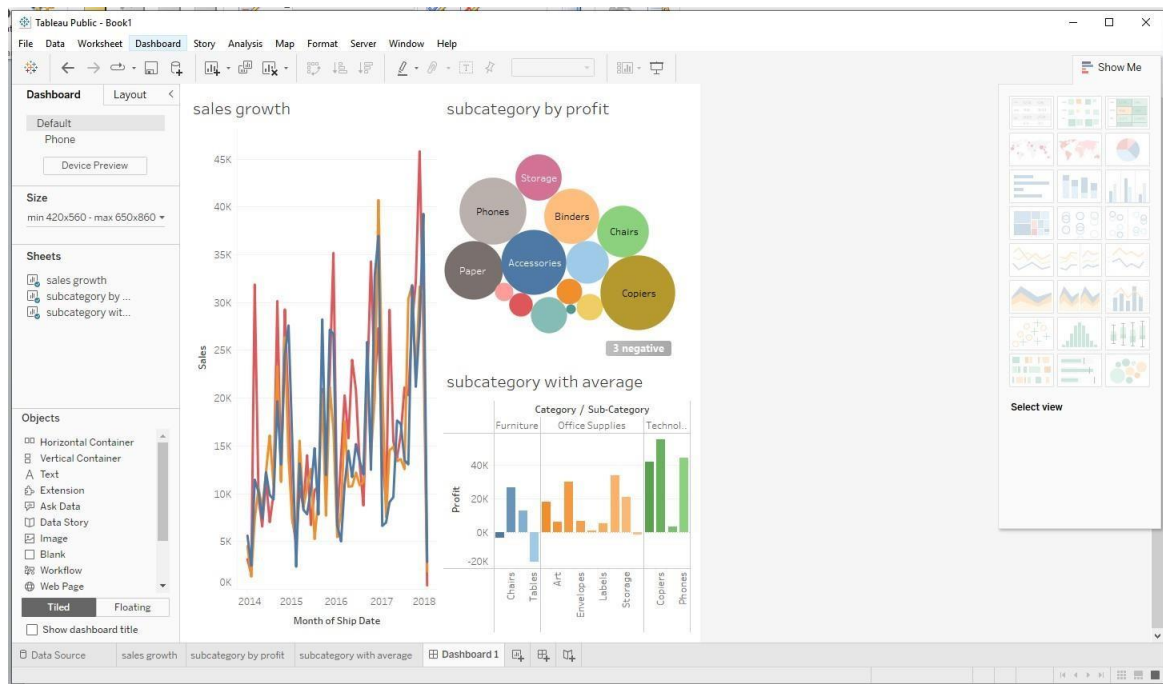 Tableau Public - Book1
File Data Worksheet Dashboard Story Analysis Map Format Server Window Help
Show Me
Dashboard Layout
Default
Phone
Device Preview
Size
min 420x560 - max 650x860
Sheets
sales growth
subcategory by ...
subcategory wit...
Objects
Horizontal Container
Vertical Container
A Text
Extension
Ask Data
Data Story
Image
Blank
Workflow
Web Page
Tiled Floating
Show dashboard title
sales growth
45K
40K
35K
30K
25K
20K
15K
10K
5K
0K
Sales
2014 2015 2016 2017 2018
Month of Ship Date
subcategory by profit
Storage
Phones
Binders
Chairs
Accessories
Paper
Copiers
3 negative
subcategory with average
Category / Sub-Category
Furniture Office Supplies Technol..
40K
20K
0K
-20K
Profit
Chairs
Tables
Art
Envelopes
Labels
Storage
Copiers
Phones
Select view
Data Source sales growth subcategory by profit subcategory with average Dashboard 1